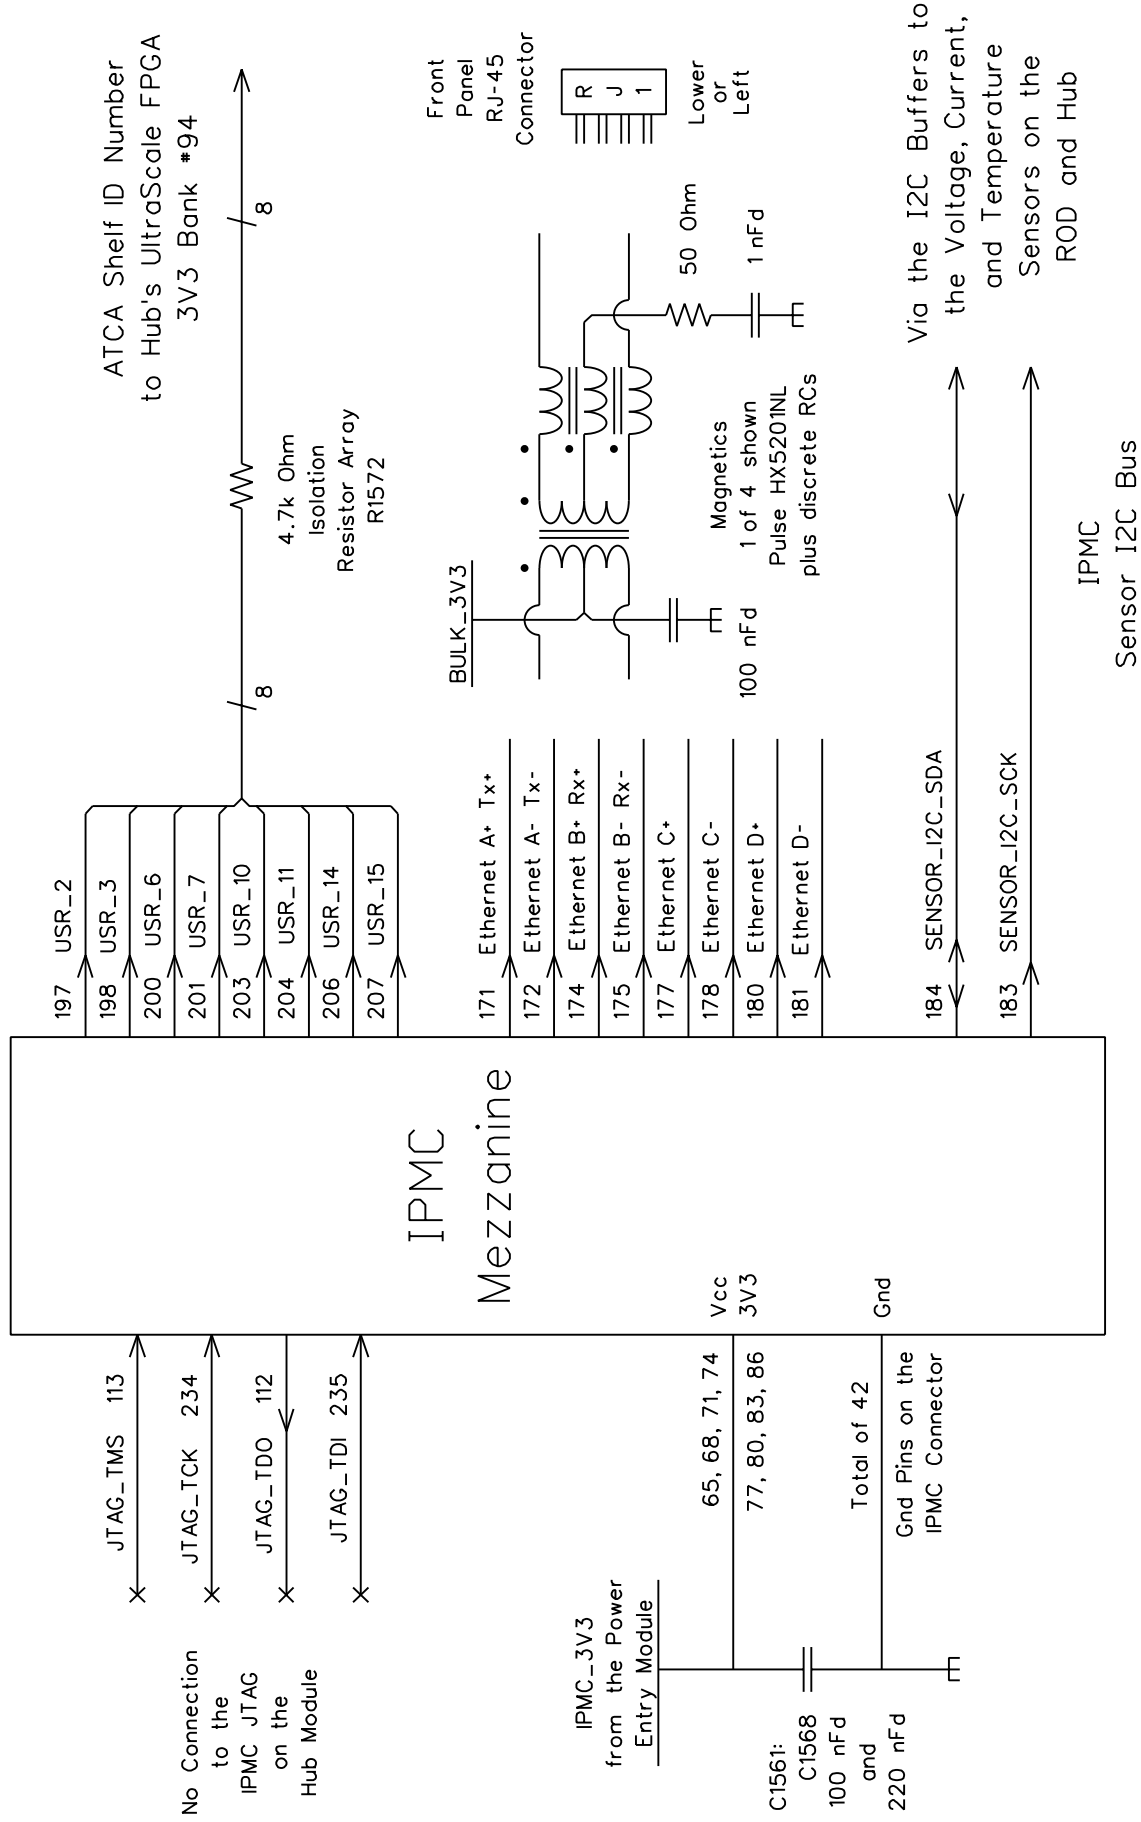 No Connection
to the
IPMC JTAG
on the
Hub Module
JTAG_TMS 113
JTAG_TCK 234
JTAG_TDO 112
JTAG_TDI 235
IPMC_3V3
from the Power
Entry Module
C1561:
C1568
100 nFd
and
220 nFd
65, 68, 71, 74
77, 80, 83, 86
Total of 42
Gnd Pins on the
IPMC Connector
Vcc
3V3
Gnd
IPMC
Mezzanine
197 USR_2
198 USR_3
200 USR_6
201 USR_7
203 USR_10
204 USR_11
206 USR_14
207 USR_15
8
4.7k Ohm
Isolation
Resistor Array
R1572
8
ATCA Shelf ID Number
to Hub's UltraScale FPGA
3V3 Bank #94
171 Ethernet A+ Tx+
172 Ethernet A- Tx-
174 Ethernet B+ Rx+
175 Ethernet B- Rx-
177 Ethernet C+
178 Ethernet C-
180 Ethernet D+
181 Ethernet D-
BULK_3V3
100 nFd
Magnetics
1 of 4 shown
Pulse HX5201NL
plus discrete RCs
50 Ohm
1 nFd
Front
Panel
RJ-45
Connector
R
J
1
Lower
or
Left
184 SENSOR_I2C_SDA
183 SENSOR_I2C_SCK
IPMC
Sensor I2C Bus
Via the I2C Buffers to
the Voltage, Current,
and Temperature
Sensors on the
ROD and Hub